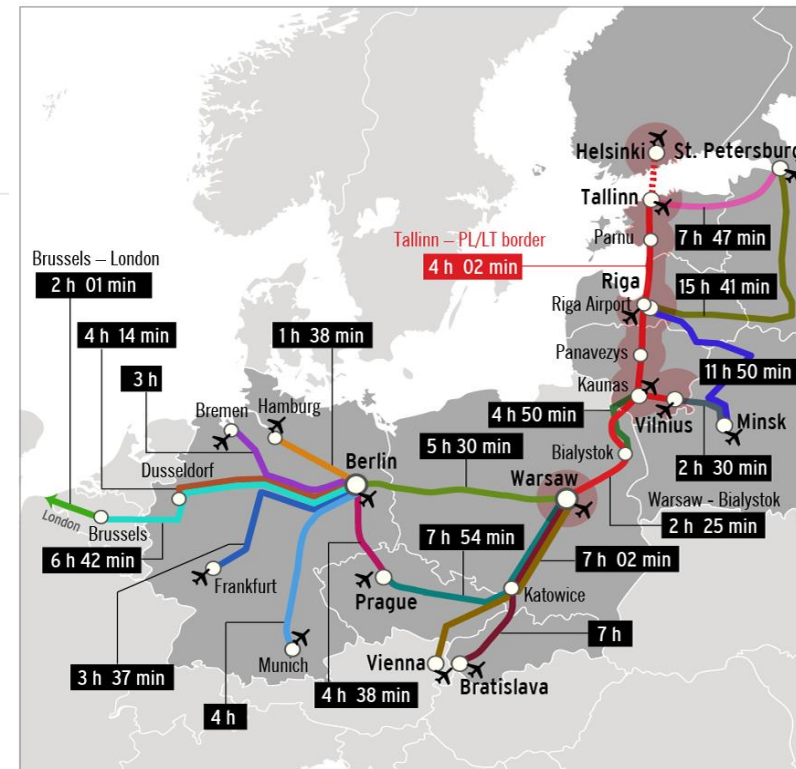 Helsinki
St. Petersburg
Tallinn
Tallinn – PL/LT border
4 h 02 min
Parnu
7 h 47 min
Brussels – London
2 h 01 min
Riga
Riga Airport
15 h 41 min
4 h 14 min
1 h 38 min
Panavezys
3 h
Kaunas
11 h 50 min
Bremen
Hamburg
4 h 50 min
Vilnius
Minsk
5 h 30 min
Bialystok
Berlin
2 h 30 min
Dusseldorf
Warsaw
Warsaw - Bialystok
2 h 25 min
London
Brussels
7 h 54 min
7 h 02 min
6 h 42 min
Frankfurt
Prague
Katowice
7 h
Munich
Vienna
Bratislava
3 h 37 min
4 h 38 min
4 h